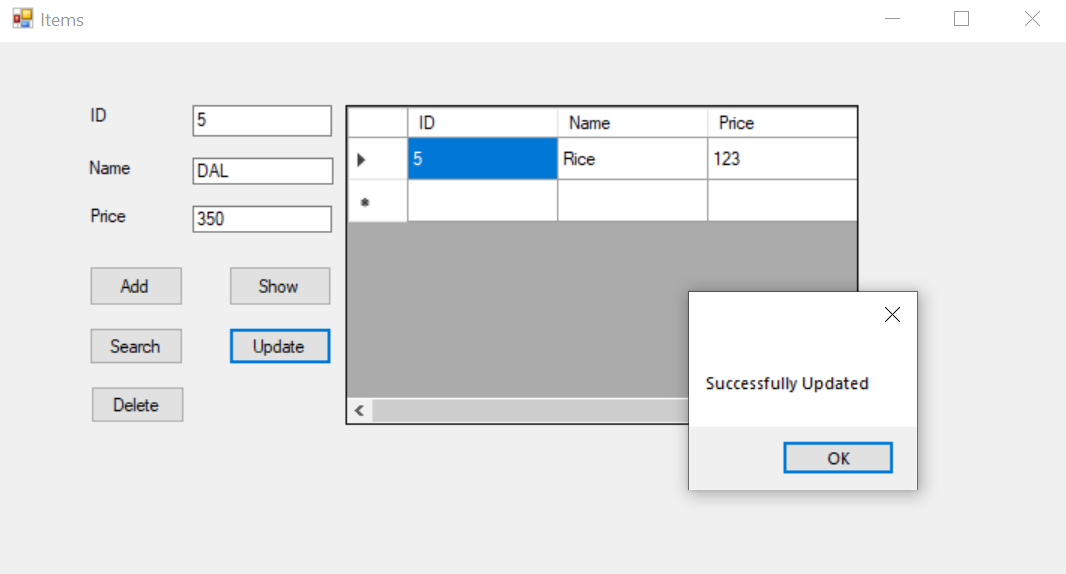 Items
ID 5
Name DAL
Price 350
Add Show
Search Update
Delete
ID Name Price
5 Rice 123
Successfully Updated
OK